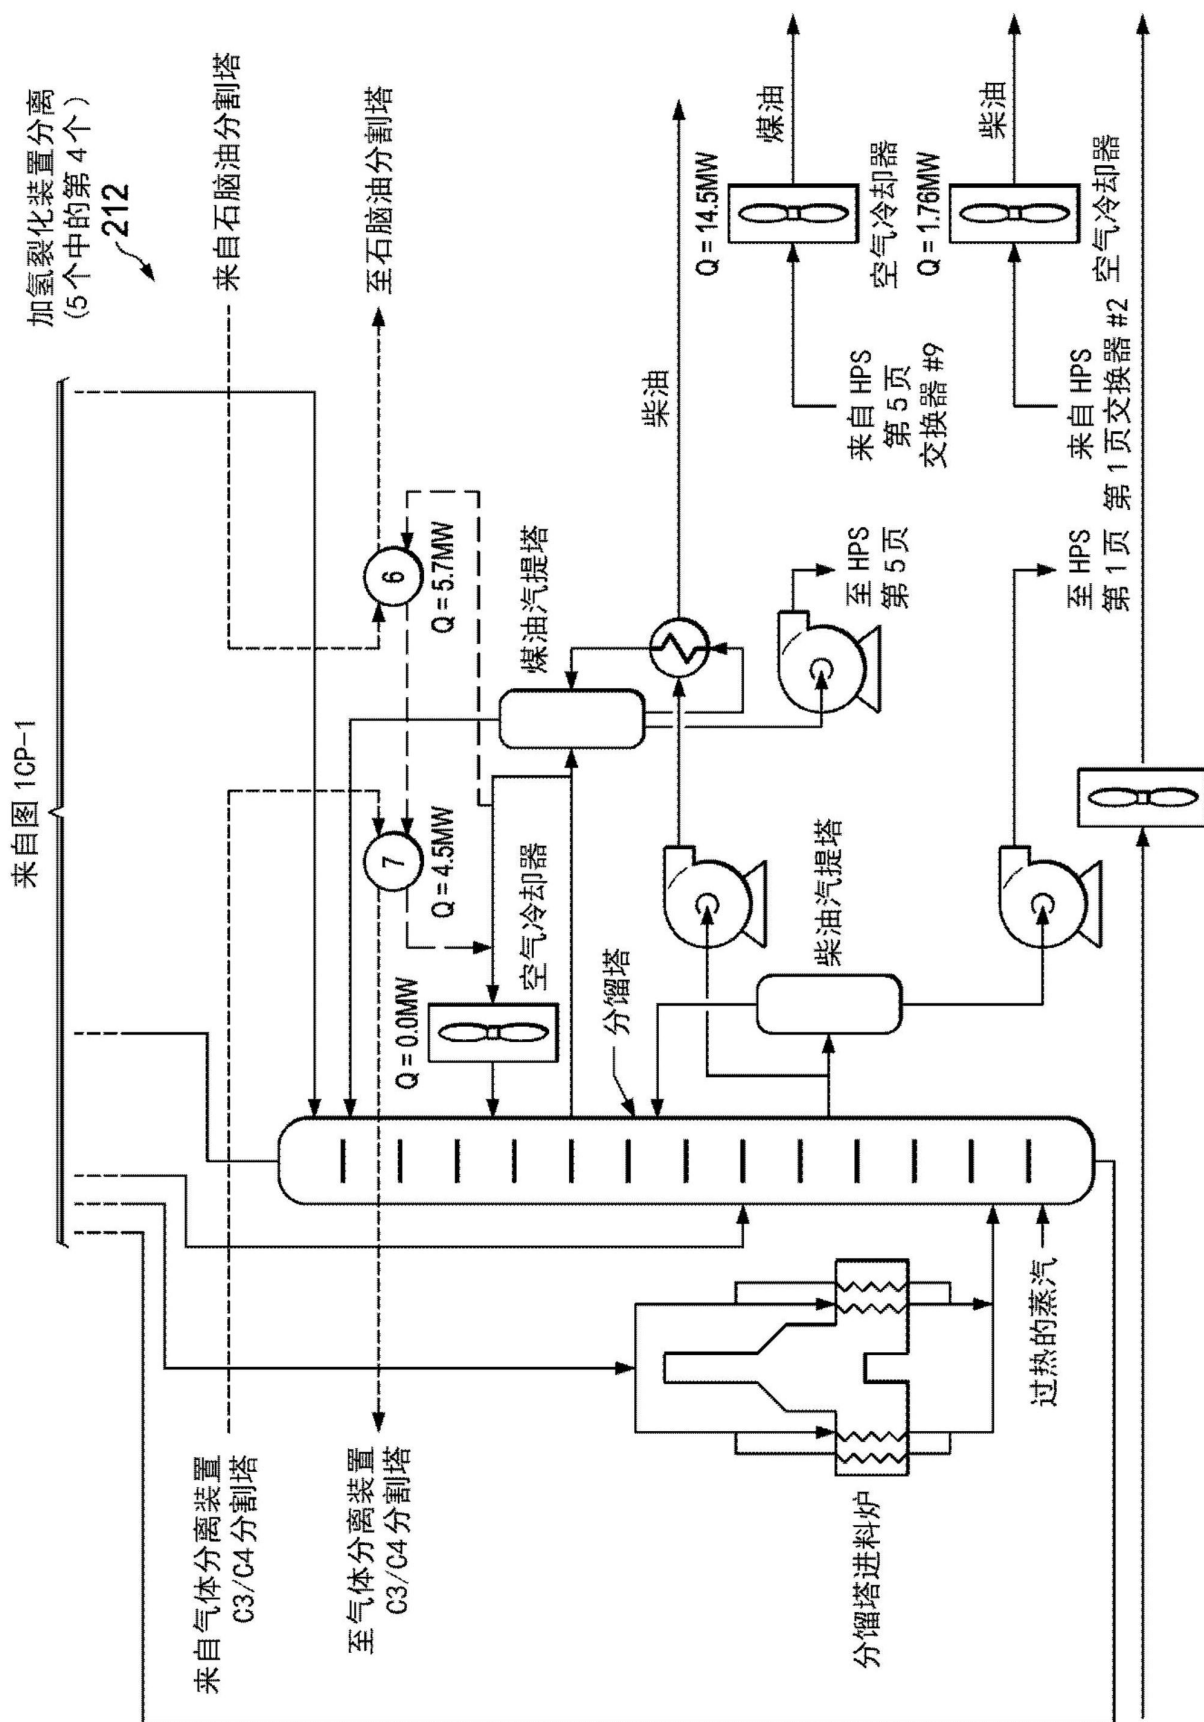 加氢裂化装置分离
(5个中的第4个)
212
来自图 1CP-1
来自石脑油分割塔
至石脑油分割塔
来自气体分离装置
C3/C4分割塔
至气体分离装置
C3/C4分割塔
6
Q = 5.7MW
7
Q = 4.5MW
Q = 0.0MW
空气冷却器
煤油汽提塔
分馏塔
柴油汽提塔
柴油
Q = 14.5MW
煤油
空气冷却器
来自 HPS
第 5 页
交换器 #9
Q = 1.76MW
柴油
空气冷却器
来自 HPS
第 1 页交换器 #2
至 HPS
第 5 页
至 HPS
第 1 页
分馏塔进料炉
过热的蒸汽